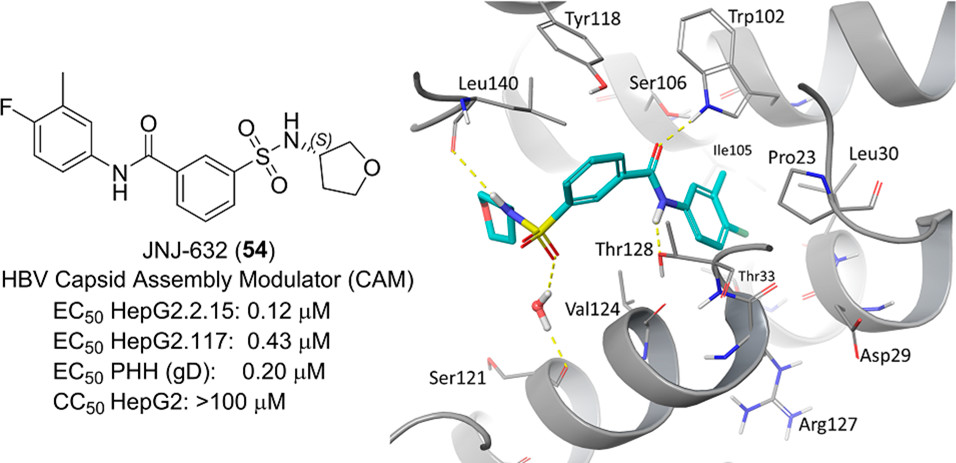 F
O
N
H
O
S
O
H
N
(S)
O
JNJ-632 (54)
HBV Capsid Assembly Modulator (CAM)
EC50 HepG2.2.15: 0.12 μM
EC50 HepG2.117: 0.43 μM
EC50 PHH (gD): 0.20 μM
CC50 HepG2: >100 μM
Tyr118
Trp102
Leu140
Ser106
Ile105
Pro23
Leu30
Thr128
Thr33
Val124
Ser121
Asp29
Arg127